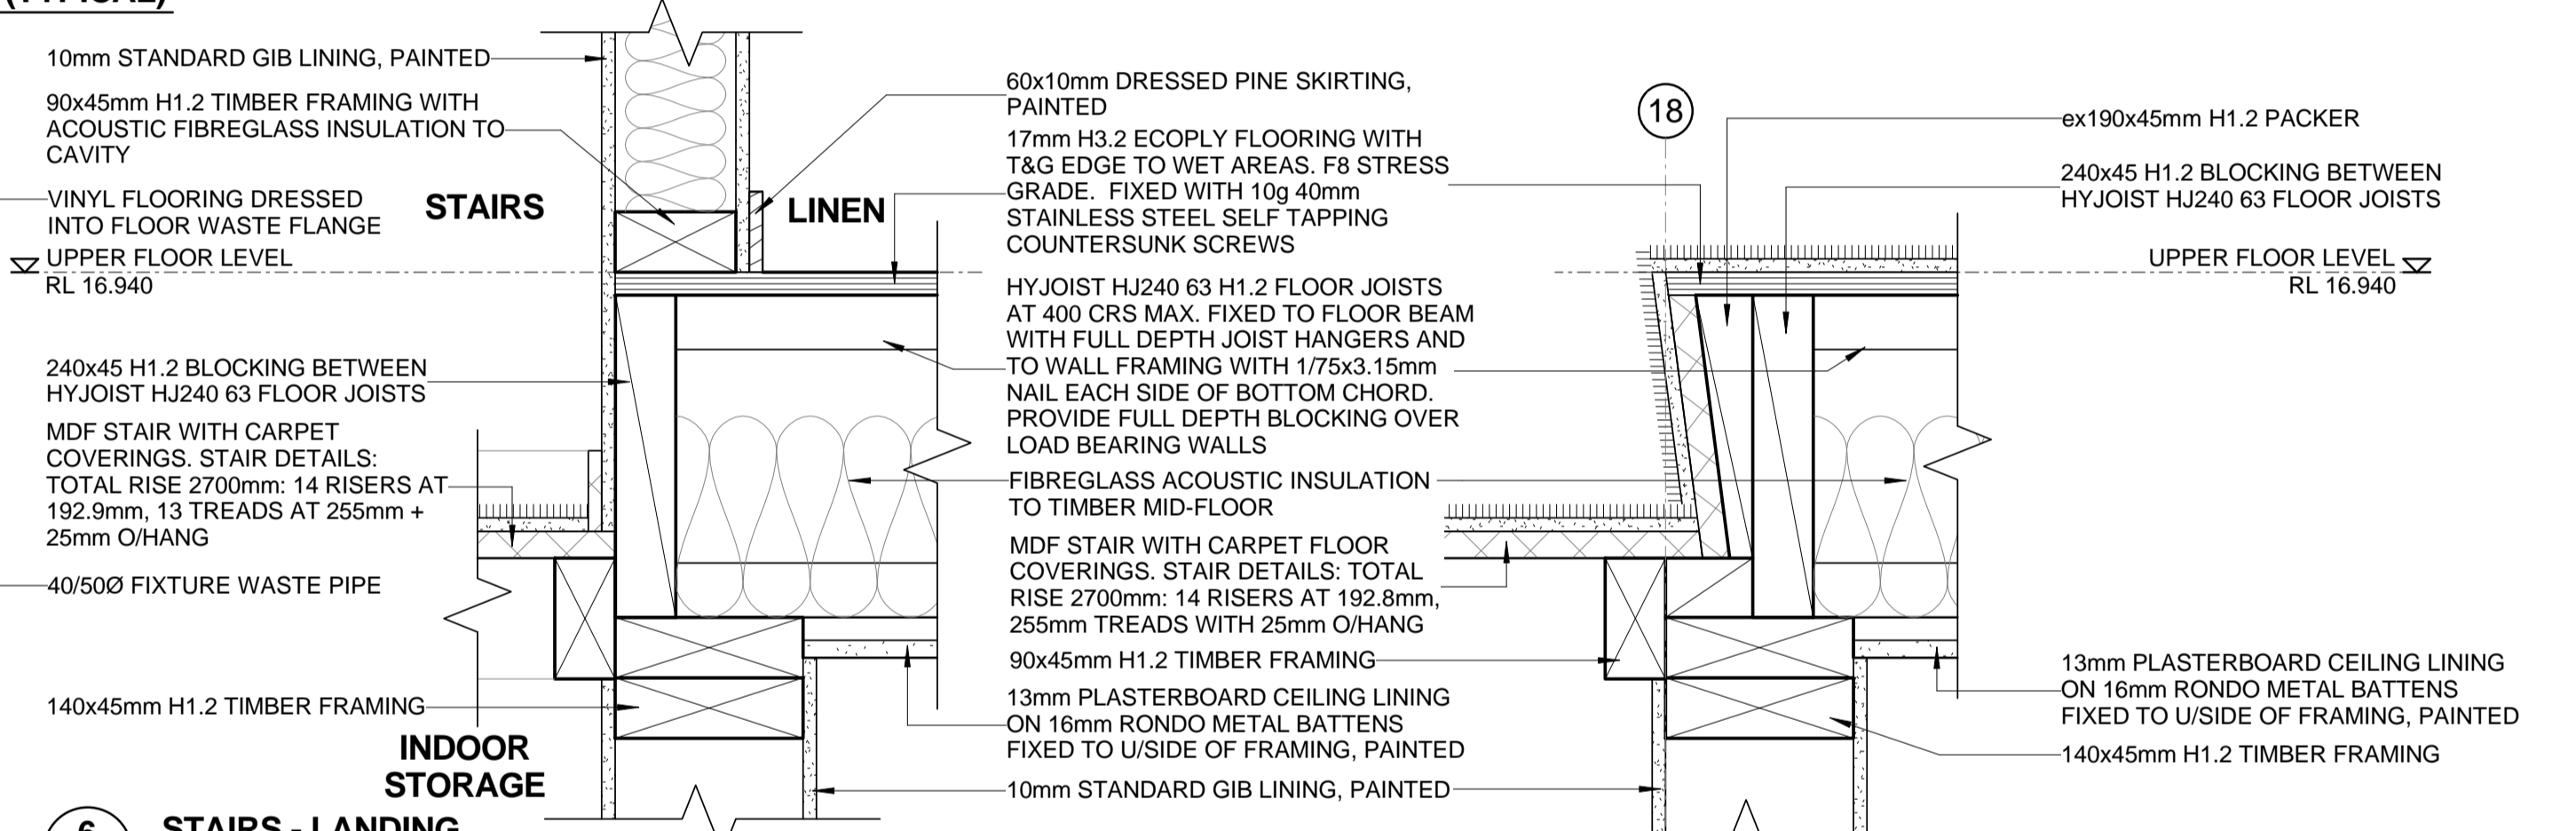 (TYPICAL)
10mm STANDARD GIB LINING, PAINTED
90x45mm H1.2 TIMBER FRAMING WITH
ACOUSTIC FIBREGLASS INSULATION TO
CAVITY
VINYL FLOORING DRESSED
INTO FLOOR WASTE FLANGE
UPPER FLOOR LEVEL
RL 16.940
240x45 H1.2 BLOCKING BETWEEN
HYJOIST HJ240 63 FLOOR JOISTS
MDF STAIR WITH CARPET
COVERINGS. STAIR DETAILS:
TOTAL RISE 2700mm: 14 RISERS AT
192.9mm, 13 TREADS AT 255mm +
25mm O/HANG
40/50Ø FIXTURE WASTE PIPE
140x45mm H1.2 TIMBER FRAMING
STAIRS
LINEN
INDOOR
STORAGE
6
STAIRS - LANDING
60x10mm DRESSED PINE SKIRTING,
PAINTED
17mm H3.2 ECOPLY FLOORING WITH
T&G EDGE TO WET AREAS. F8 STRESS
GRADE. FIXED WITH 10g 40mm
STAINLESS STEEL SELF TAPPING
COUNTERSUNK SCREWS
HYJOIST HJ240 63 H1.2 FLOOR JOISTS
AT 400 CRS MAX. FIXED TO FLOOR BEAM
WITH FULL DEPTH JOIST HANGERS AND
TO WALL FRAMING WITH 1/75x3.15mm
NAIL EACH SIDE OF BOTTOM CHORD.
PROVIDE FULL DEPTH BLOCKING OVER
LOAD BEARING WALLS
FIBREGLASS ACOUSTIC INSULATION
TO TIMBER MID-FLOOR
MDF STAIR WITH CARPET FLOOR
COVERINGS. STAIR DETAILS: TOTAL
RISE 2700mm: 14 RISERS AT 192.8mm,
255mm TREADS WITH 25mm O/HANG
90x45mm H1.2 TIMBER FRAMING
13mm PLASTERBOARD CEILING LINING
ON 16mm RONDO METAL BATTENS
FIXED TO U/SIDE OF FRAMING, PAINTED
10mm STANDARD GIB LINING, PAINTED
18
ex190x45mm H1.2 PACKER
240x45 H1.2 BLOCKING BETWEEN
HYJOIST HJ240 63 FLOOR JOISTS
UPPER FLOOR LEVEL
RL 16.940
13mm PLASTERBOARD CEILING LINING
ON 16mm RONDO METAL BATTENS
FIXED TO U/SIDE OF FRAMING, PAINTED
140x45mm H1.2 TIMBER FRAMING